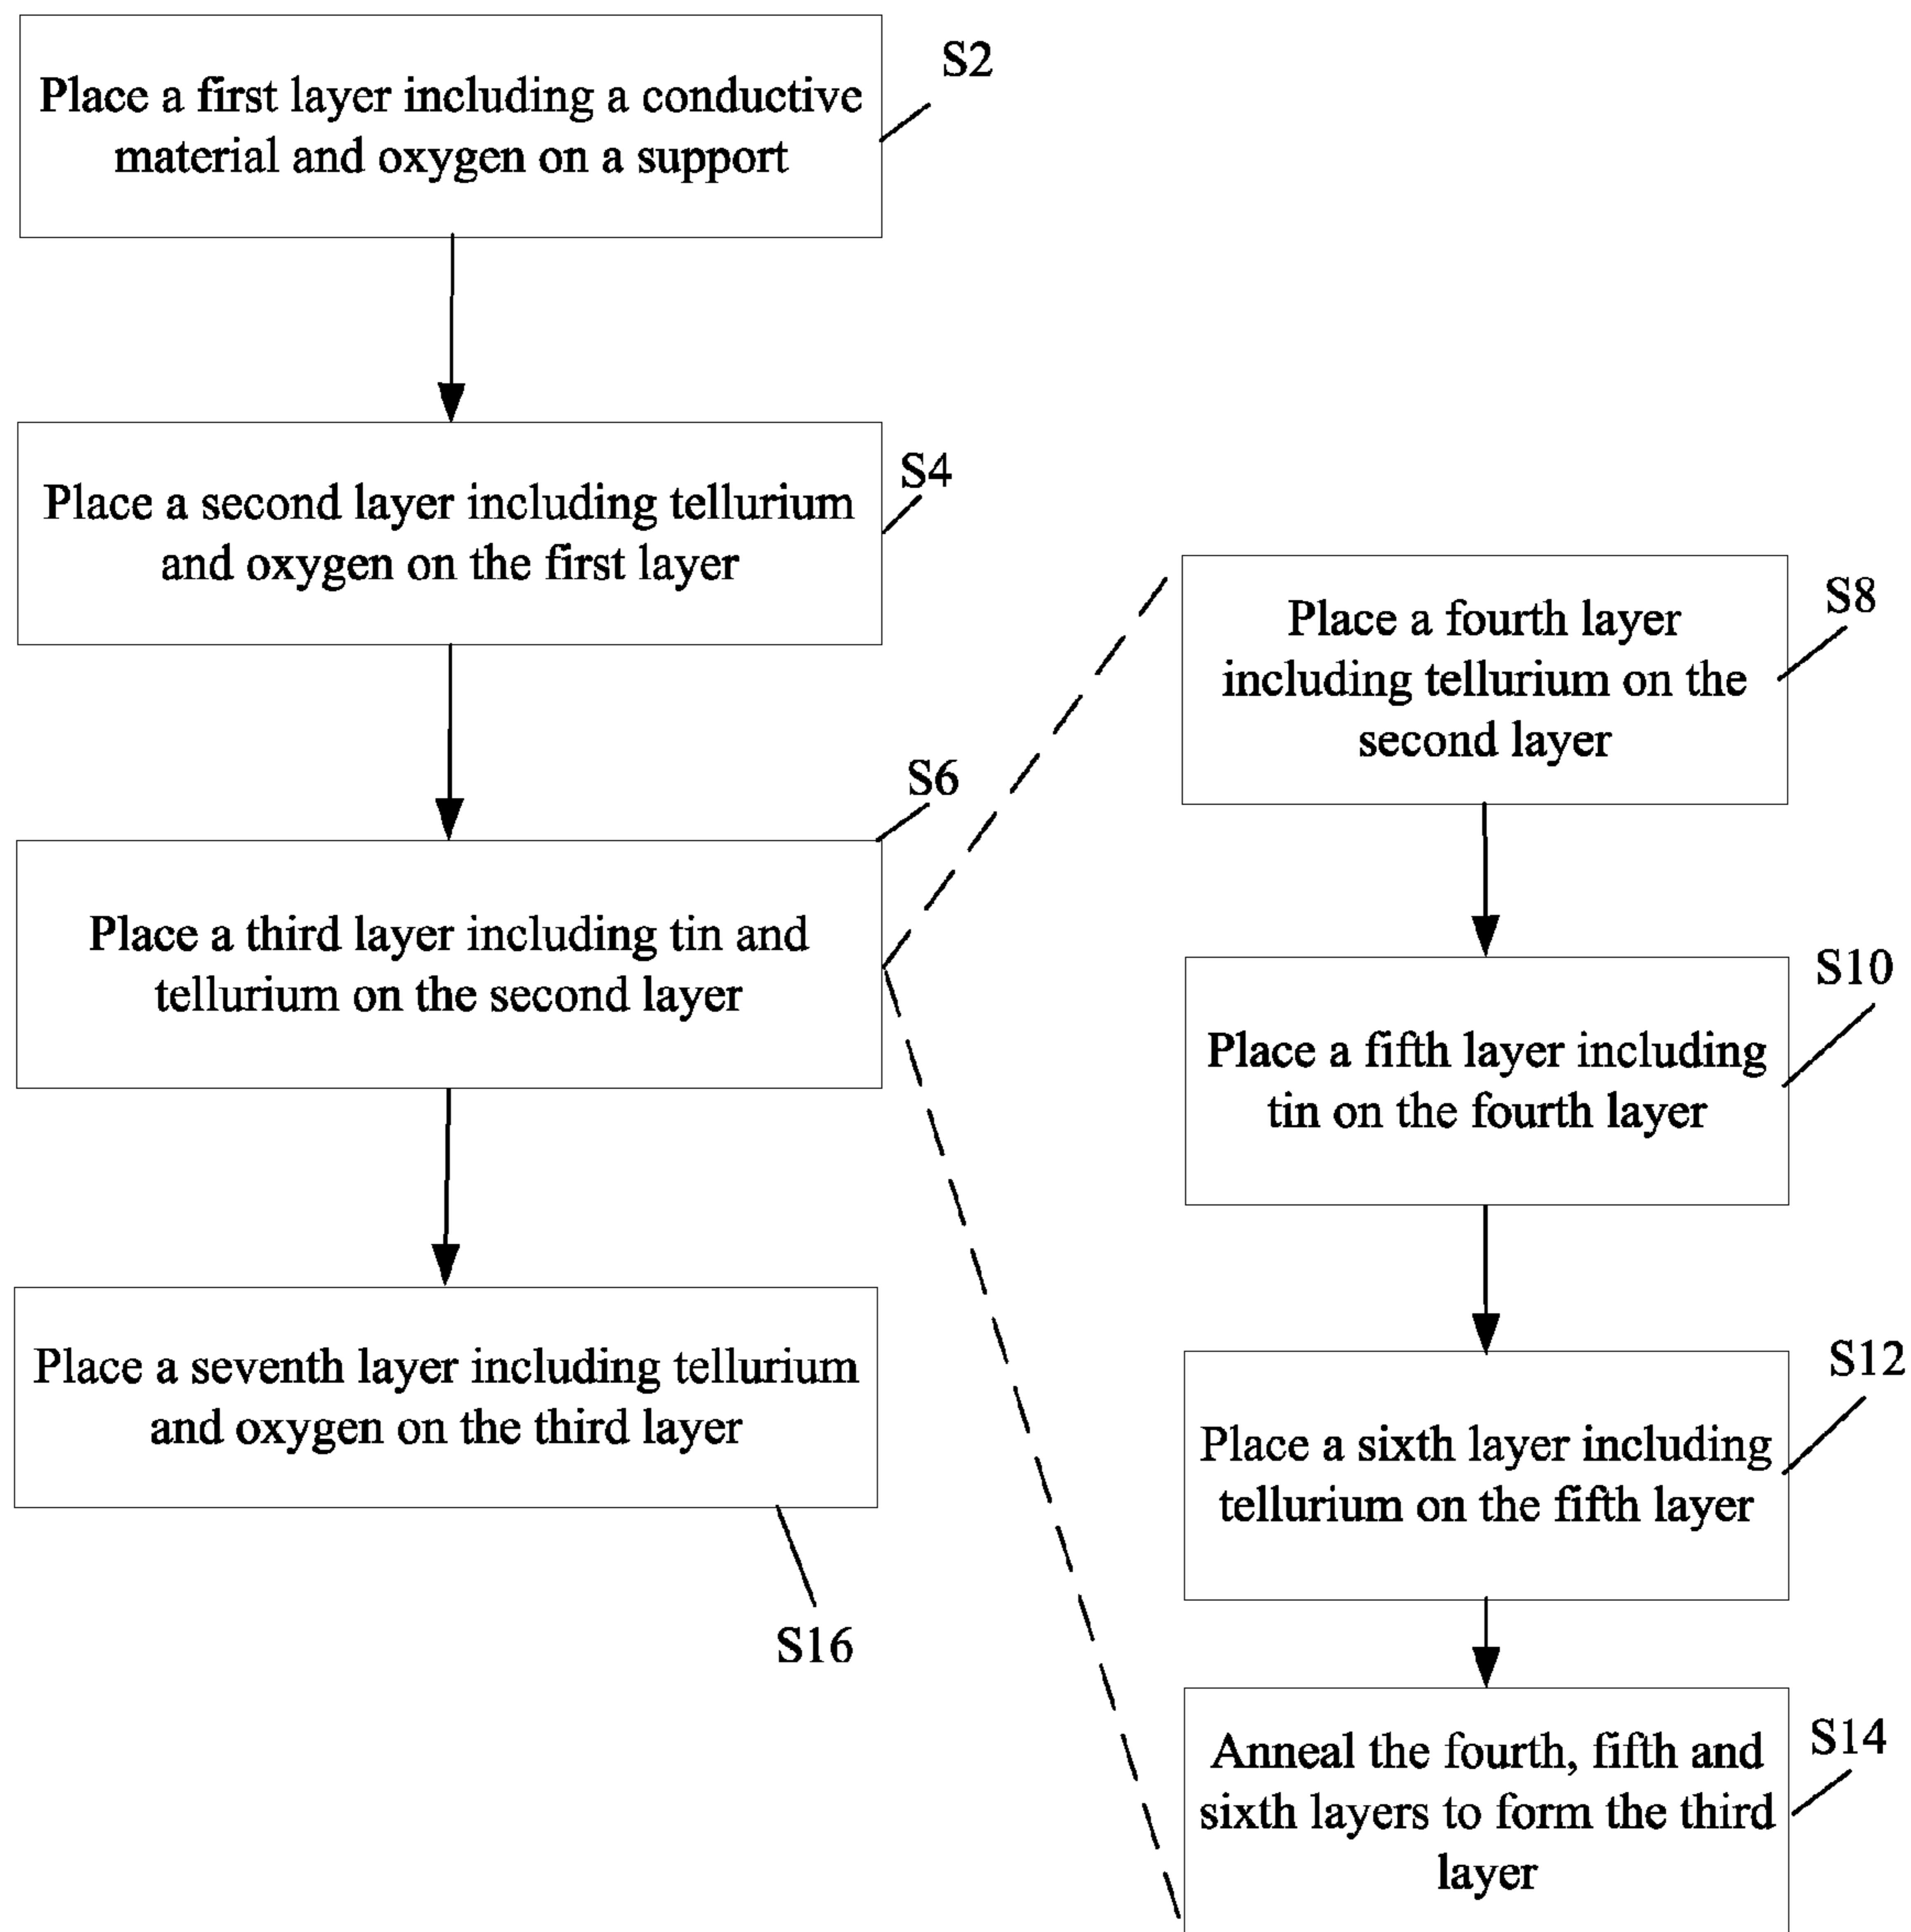 Place a first layer including a conductive
material and oxygen on a support
S2
Place a second layer including tellurium
and oxygen on the first layer
S4
Place a third layer including tin and
tellurium on the second layer
S6
Place a fourth layer
including tellurium on the
second layer
S8
Place a fifth layer including
tin on the fourth layer
S10
Place a sixth layer including
tellurium on the fifth layer
S12
Anneal the fourth, fifth and
sixth layers to form the third
layer
S14
Place a seventh layer including tellurium
and oxygen on the third layer
S16